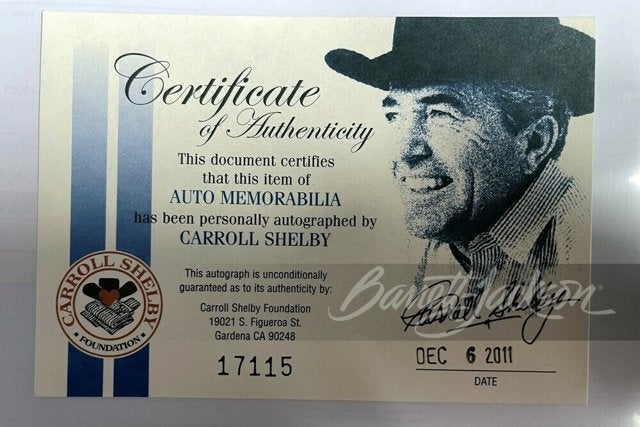 Certificate
of Authenticity
This document certifies
that this item of
AUTO MEMORABILIA
has been personally autographed by
CARROLL SHELBY
This autograph is unconditionally
guaranteed as to its authenticity by:
Carroll Shelby Foundation
19021 S. Figueroa St.
Gardena CA 90248
17115
CARROLL SHELBY
• FOUNDATION •
Barrett-Jackson®
Carroll Shelby
DEC 6 2011
DATE